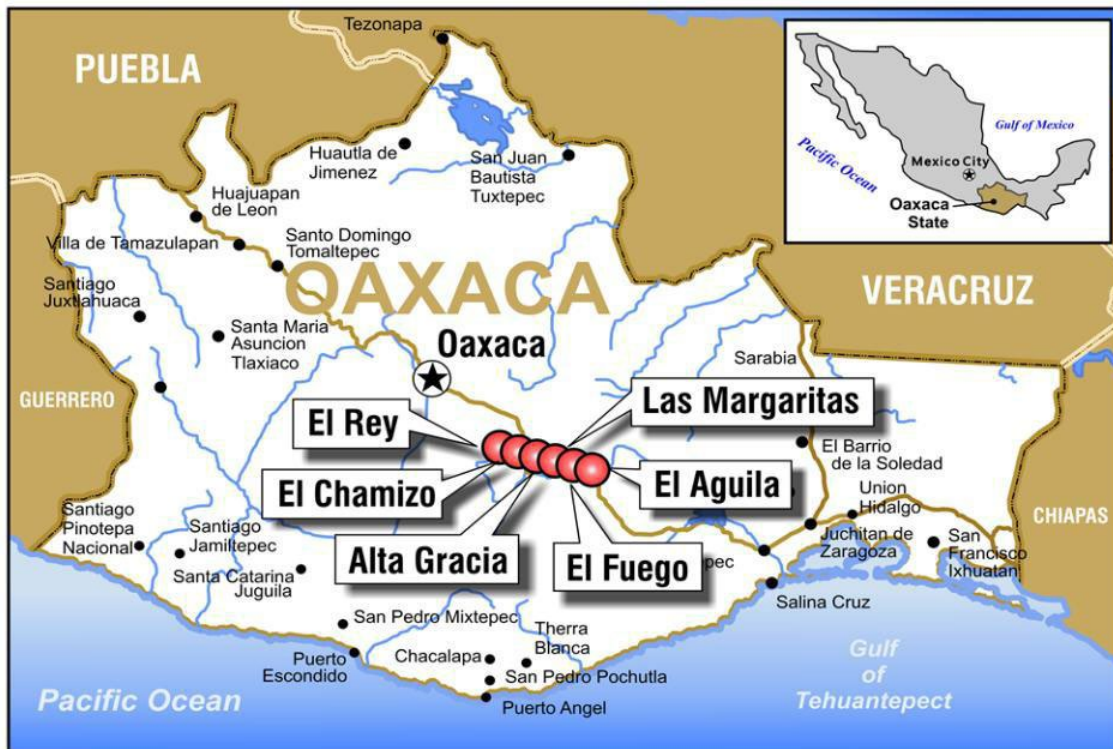 Tezonapa
PUEBLA
Huautla de
Jimenez
San Juan
Bautista
Tuxtepec
Gulf of Mexico
Pacific Ocean
Mexico City
Oaxaca
State
Huajuapan
de Leon
Villa de Tamazulapan
Santo Domingo
Tomaltepec
OAXACA
VERACRUZ
Santiago
Juxtlahuaca
Santa Maria
Asuncion
Tlaxiaco
Oaxaca
Sarabia
GUERRERO
Las Margaritas
El Rey
El Barrio
de la Soledad
El Chamizo
El Aguila
Union
Hidalgo
CHIAPAS
Santiago
Pinotepa
Nacional
Santiago
Jamiltepec
Alta Gracia
El Fuego
pec
Juchitan de
Zaragoza
San
Francisco
Ixhuatan
Santa Catarina
Juguila
Salina Cruz
San Pedro Mixtepec
Therra
Blanca
Puerto
Escondido
Chacalapa
San Pedro Pochutla
Puerto Angel
Pacific Ocean
Gulf
of
Tehuantepect